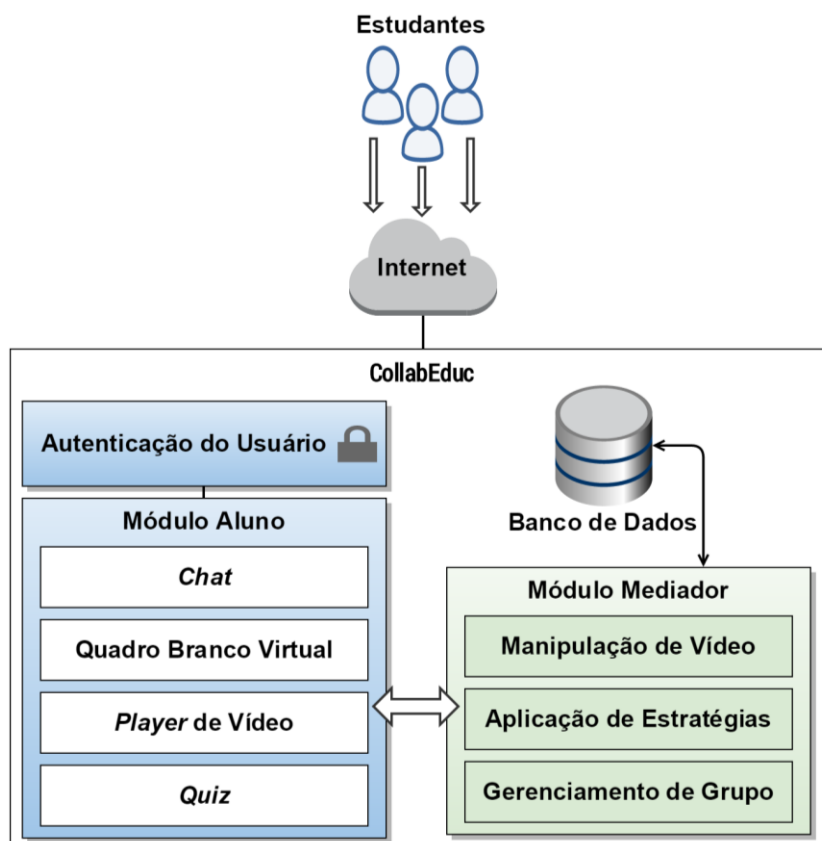 Estudantes
Internet
CollabEduc
Autenticação do Usuário
Módulo Aluno
Chat
Quadro Branco Virtual
Player de Vídeo
Quiz
Banco de Dados
Módulo Mediador
Manipulação de Vídeo
Aplicação de Estratégias
Gerenciamento de Grupo